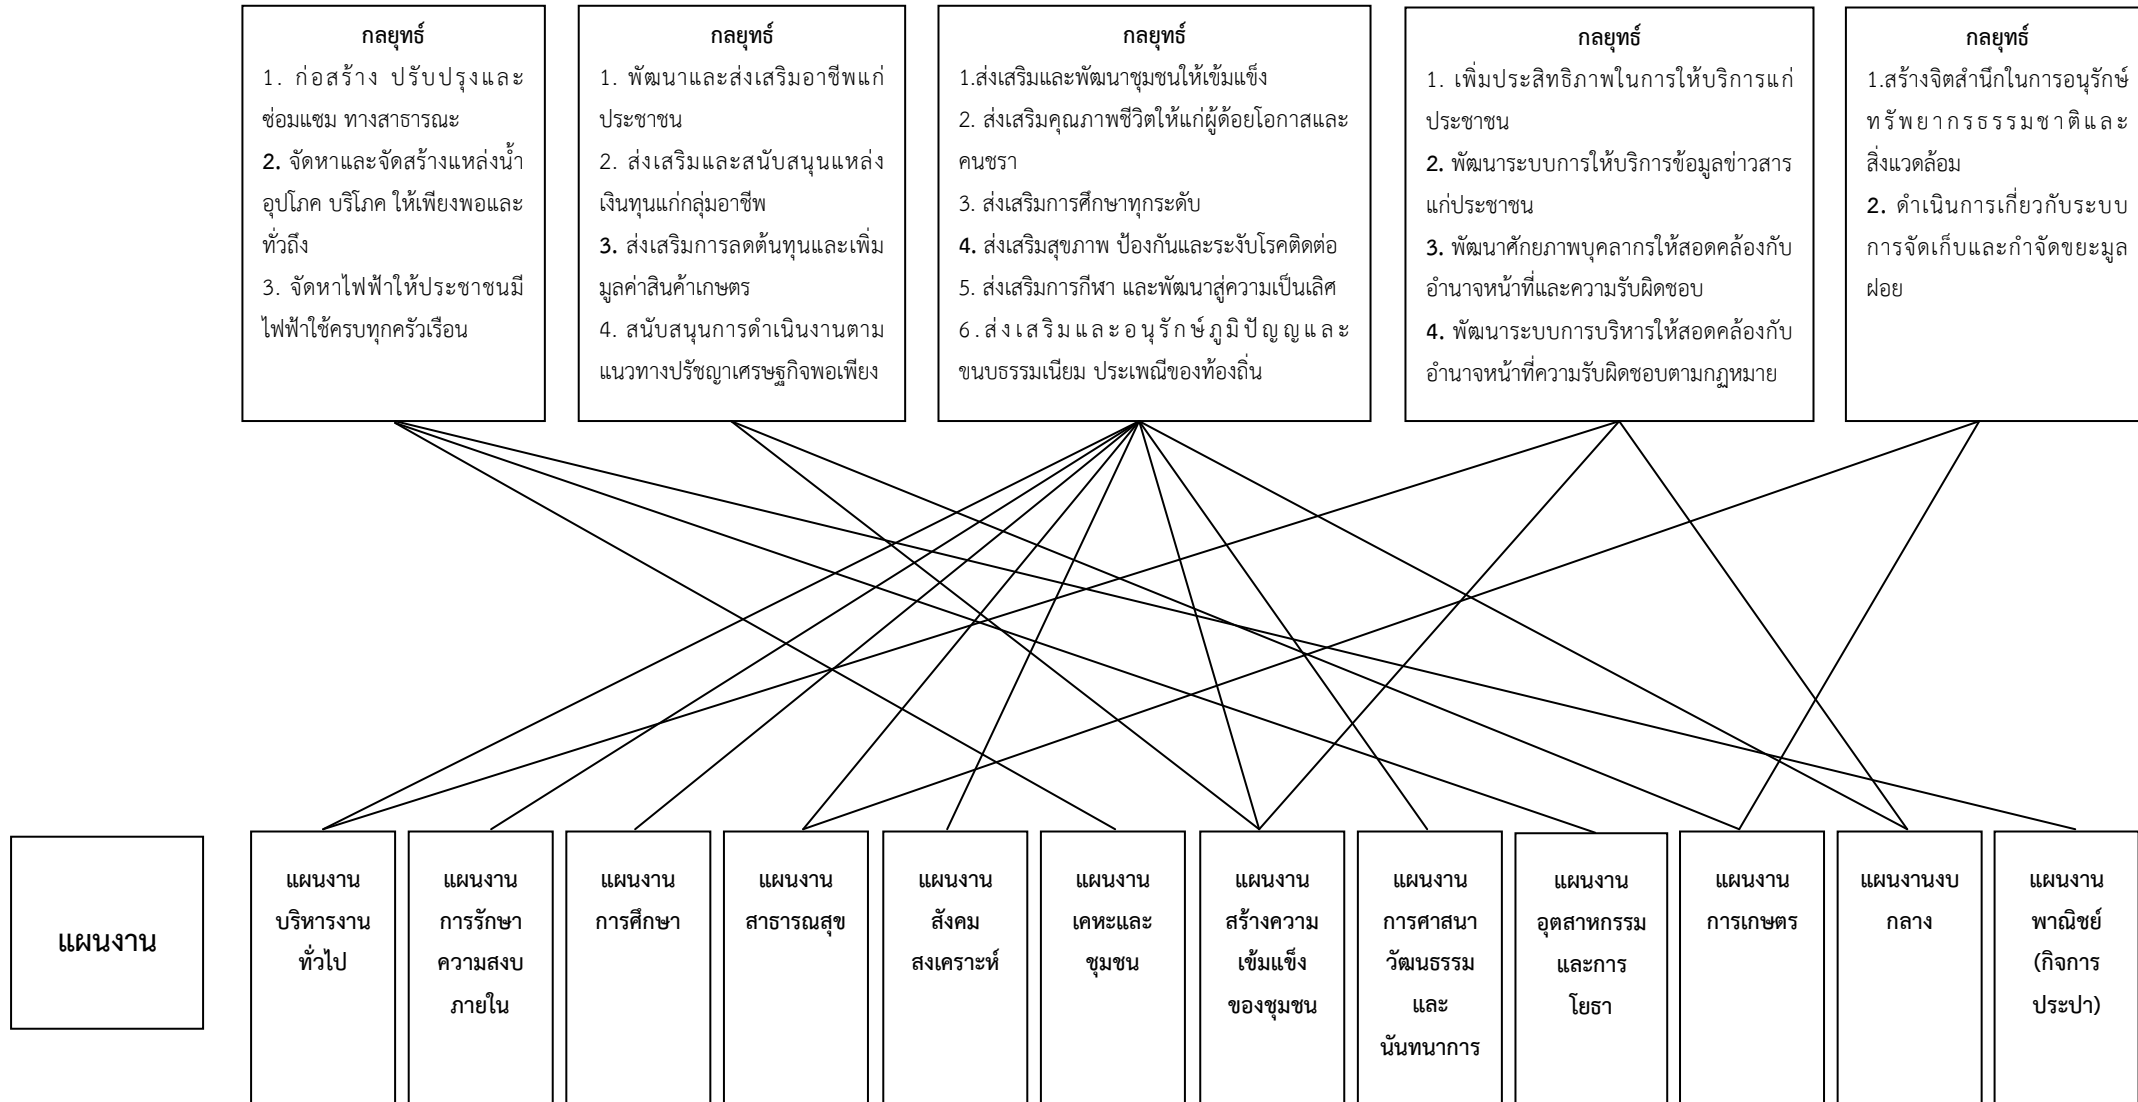 กลยุทธ์
1. ก่อสร้าง ปรับปรุงและ
ซ่อมแซม ทางสาธารณะ
2. จัดหาและจัดสร้างแหล่งน้ำ
อุปโภค บริโภค ให้เพียงพอและ
ทั่วถึง
3. จัดหาไฟฟ้าให้ประชาชนมี
ไฟฟ้าใช้ครบทุกครัวเรือน
กลยุทธ์
1. พัฒนาและส่งเสริมอาชีพแก่
ประชาชน
2. ส่งเสริมและสนับสนุนแหล่ง
เงินทุนแก่กลุ่มอาชีพ
3. ส่งเสริมการลดต้นทุนและเพิ่ม
มูลค่าสินค้าเกษตร
4. สนับสนุนการดำเนินงานตาม
แนวทางปรัชญาเศรษฐกิจพอเพียง
กลยุทธ์
1.ส่งเสริมและพัฒนาชุมชนให้เข้มแข็ง
2. ส่งเสริมคุณภาพชีวิตให้แก่ผู้ด้อยโอกาสและ
คนชรา
3. ส่งเสริมการศึกษาทุกระดับ
4. ส่งเสริมสุขภาพ ป้องกันและระงับโรคติดต่อ
5. ส่งเสริมการกีฬา และพัฒนาสู่ความเป็นเลิศ
6.ส่งเสริมและอนุรักษ์ภูมิปัญญและ
ขนบธรรมเนียม ประเพณีของท้องถิ่น
กลยุทธ์
1. เพิ่มประสิทธิภาพในการให้บริการแก่
ประชาชน
2. พัฒนาระบบการให้บริการข้อมูลข่าวสาร
แก่ประชาชน
3. พัฒนาศักยภาพบุคลากรให้สอดคล้องกับ
อำนาจหน้าที่และความรับผิดชอบ
4. พัฒนาระบบการบริหารให้สอดคล้องกับ
อำนาจหน้าที่ความรับผิดชอบตามกฎหมาย
กลยุทธ์
1.สร้างจิตสำนึกในการอนุรักษ์
ทรัพยากรธรรมชาติและ
สิ่งแวดล้อม
2. ดำเนินการเกี่ยวกับระบบ
การจัดเก็บและกำจัดขยะมูล
ฝอย
แผนงาน
แผนงาน
บริหารงาน
ทั่วไป
แผนงาน
การรักษา
ความสงบ
ภายใน
แผนงาน
การศึกษา
แผนงาน
สาธารณสุข
แผนงาน
สังคม
สงเคราะห์
แผนงาน
เคหะและ
ชุมชน
แผนงาน
สร้างความ
เข้มแข็ง
ของชุมชน
แผนงาน
การศาสนา
วัฒนธรรม
และ
นันทนาการ
แผนงาน
อุตสาหกรรม
และการ
โยธา
แผนงาน
การเกษตร
แผนงานงบ
กลาง
แผนงาน
พาณิชย์
(กิจการ
ประปา)